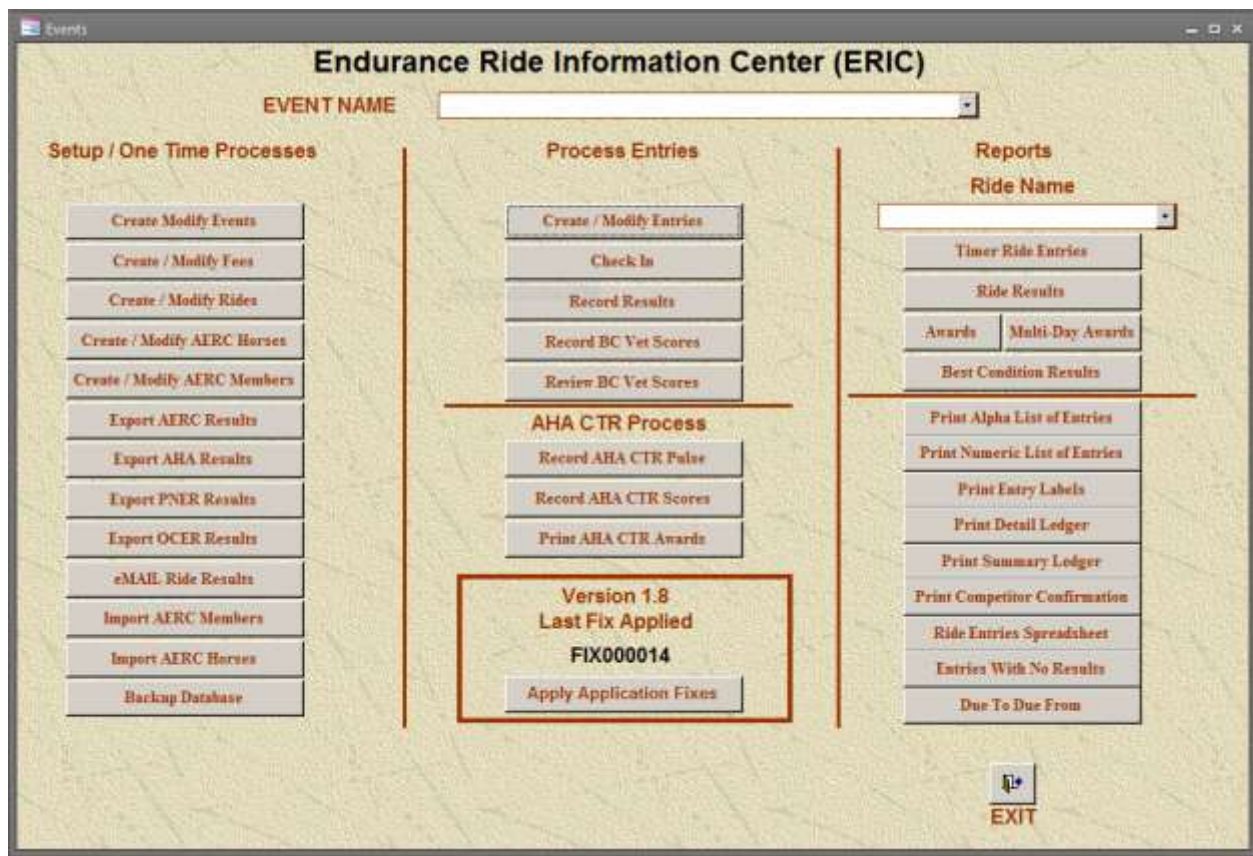 Events
Endurance Ride Information Center (ERIC)
EVENT NAME
Setup / One Time Processes
Create Modify Events
Create / Modify Fees
Create / Modify Rides
Create / Modify AERC Horses
Create / Modify AERC Members
Export AERC Results
Export AHA Results
Export PNER Results
Export OCER Results
eMAIL Ride Results
Import AERC Members
Import AERC Horses
Backup Database
Process Entries
Create / Modify Entries
Check In
Record Results
Record BC Vet Scores
Review BC Vet Scores
AHA CTR Process
Record AHA CTR Pulse
Record AHA CTR Scores
Print AHA CTR Awards
Version 1.8
Last Fix Applied
FIX000014
Apply Application Fixes
Reports
Ride Name
Timer Ride Entries
Ride Results
Awards Multi-Day Awards
Best Condition Results
Print Alpha List of Entries
Print Numeric List of Entries
Print Entry Labels
Print Detail Ledger
Print Summary Ledger
Print Competitor Confirmation
Ride Entries Spreadsheet
Entries With No Results
Due To Due From
EXIT